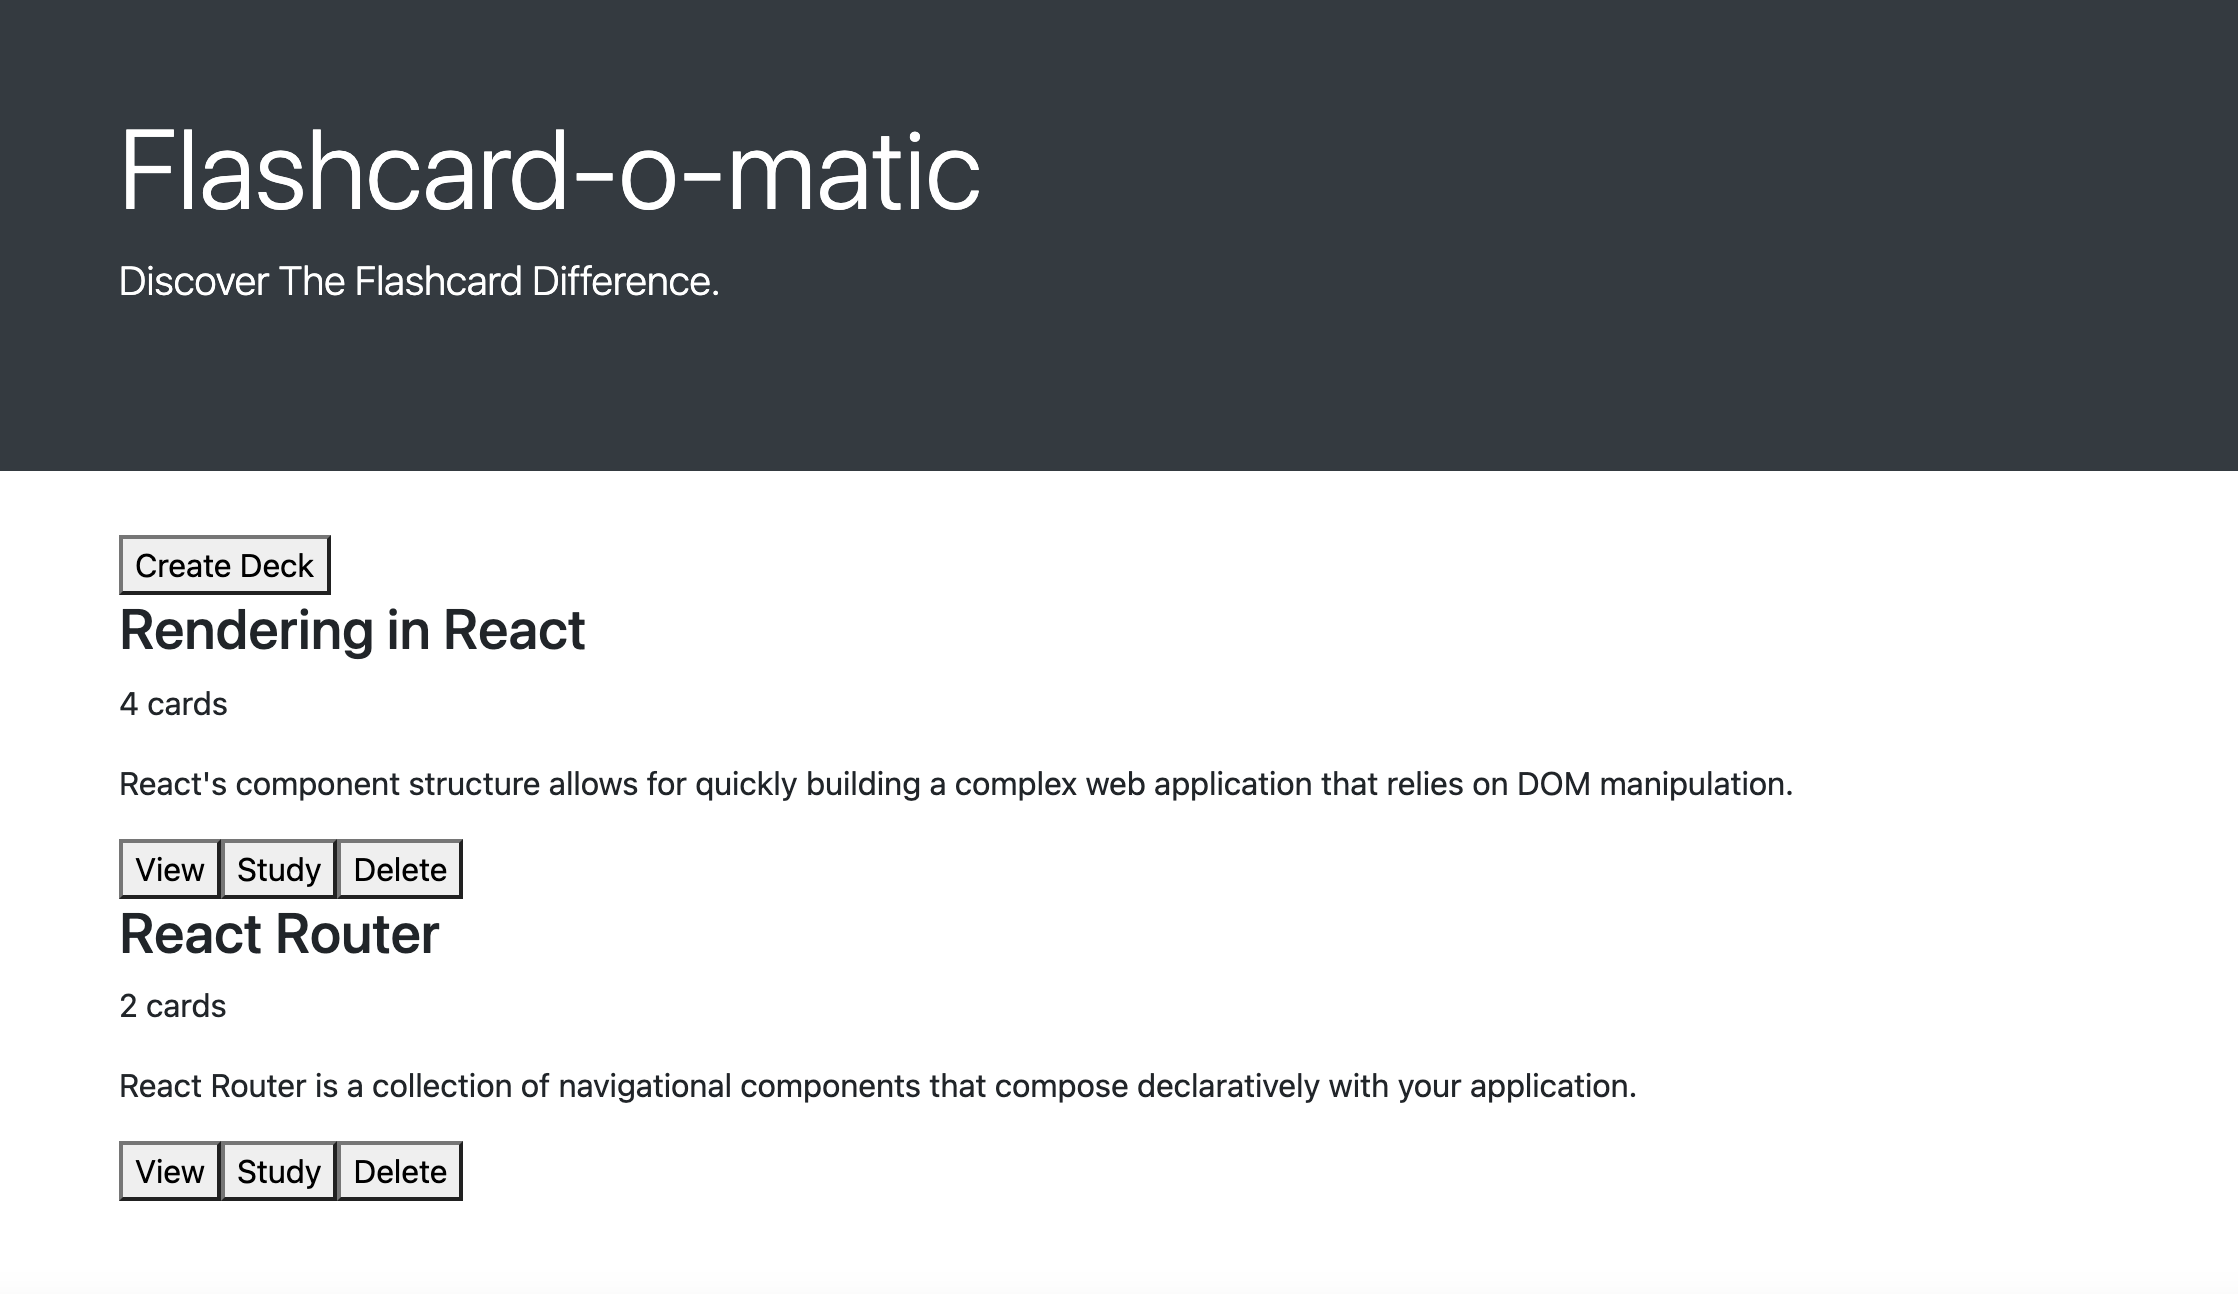 Flashcard-o-matic
Discover The Flashcard Difference.
Create Deck
Rendering in React
4 cards
React's component structure allows for quickly building a complex web application that relies on DOM manipulation.
View Study Delete
React Router
2 cards
React Router is a collection of navigational components that compose declaratively with your application.
View Study Delete